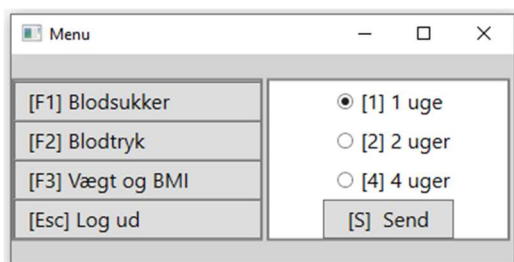 Menu
[F1] Blodsukker
[F2] Blodtryk
[F3] Vægt og BMI
[Esc] Log ud
[1] 1 uge
[2] 2 uger
[4] 4 uger
[S] Send